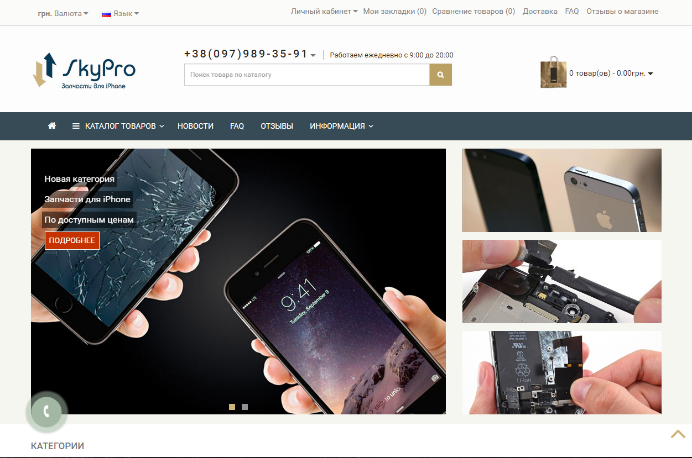 грн. Валюта
Язык
Личный кабинет
Мои закладки (0)
Сравнение товаров (0)
Доставка
FAQ
Отзывы о магазине
SkyPro
Запчасти для iPhone
+38(097)989-35-91
Работаем ежедневно с 9:00 до 20:00
Поиск товара по каталогу
0 товар(ов) - 0.00грн.
КАТАЛОГ ТОВАРОВ
НОВОСТИ
FAQ
ОТЗЫВЫ
ИНФОРМАЦИЯ
Новая категория
Запчасти для iPhone
По доступным ценам
ПОДРОБНЕЕ
9:41
Tuesday, September 9
КАТЕГОРИИ